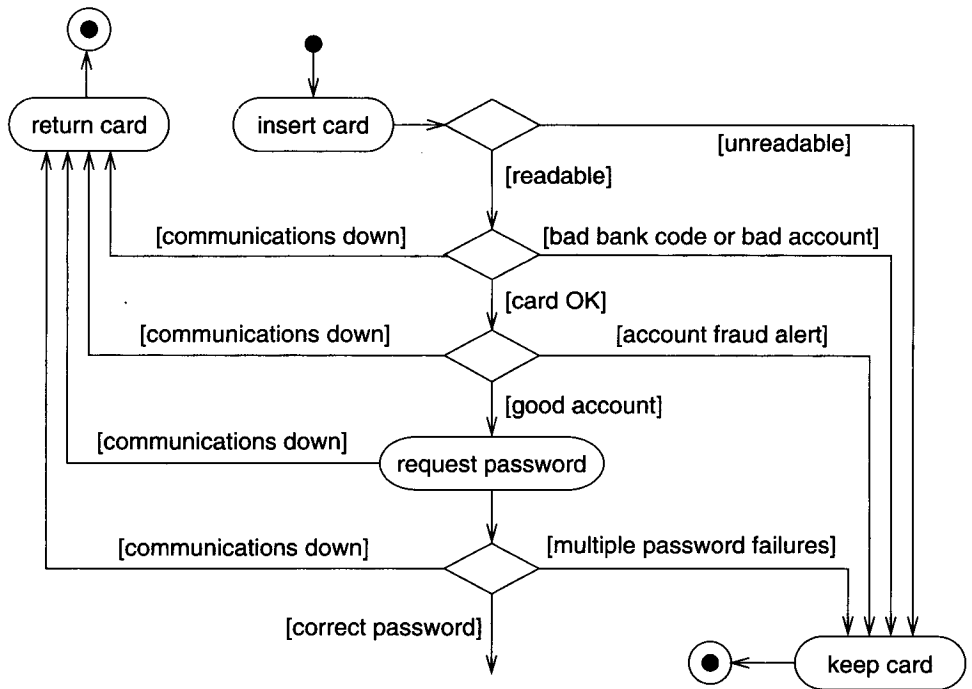 return card
insert card
[unreadable]
[readable]
[communications down]
[bad bank code or bad account]
[card OK]
[communications down]
[account fraud alert]
[good account]
[communications down]
request password
[communications down]
[multiple password failures]
[correct password]
keep card